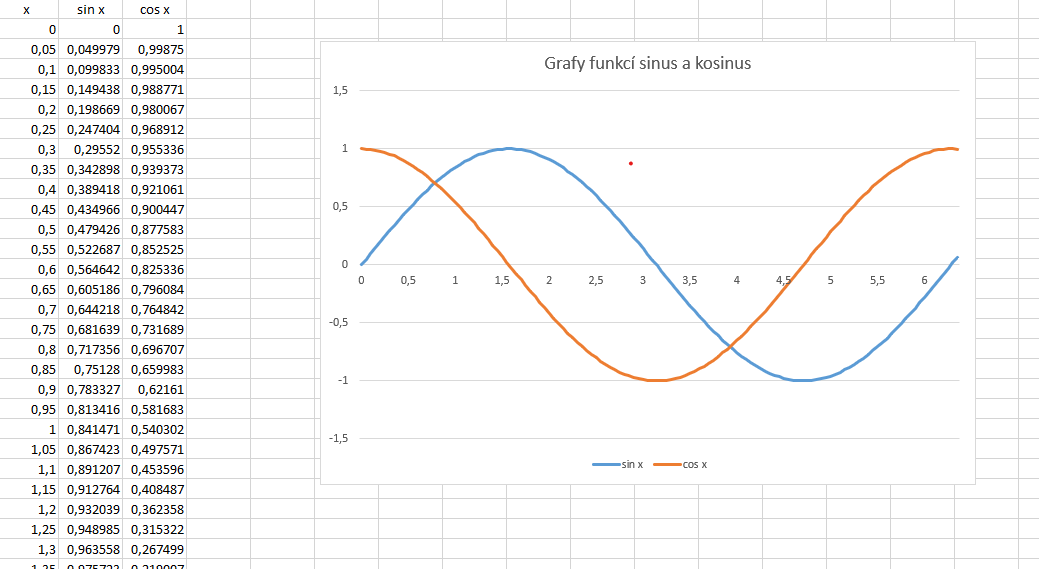 x sin x cos x
0 0 1
0,05 0,049979 0,99875
0,1 0,099833 0,995004
0,15 0,149438 0,988771
0,2 0,198669 0,980067
0,25 0,247404 0,968912
0,3 0,29552 0,955336
0,35 0,342898 0,939373
0,4 0,389418 0,921061
0,45 0,434966 0,900447
0,5 0,479426 0,877583
0,55 0,522687 0,852525
0,6 0,564642 0,825336
0,65 0,605186 0,796084
0,7 0,644218 0,764842
0,75 0,681639 0,731689
0,8 0,717356 0,696707
0,85 0,75128 0,659983
0,9 0,783327 0,62161
0,95 0,813416 0,581683
1 0,841471 0,540302
1,05 0,867423 0,497571
1,1 0,891207 0,453596
1,15 0,912764 0,408487
1,2 0,932039 0,362358
1,25 0,948985 0,315322
1,3 0,963558 0,267499
1,35 0,975723 0,219007
Grafy funkcí sinus a kosinus
1,5
1
0,5
0
-0,5
-1
-1,5
0 0,5 1 1,5 2 2,5 3 3,5 4 4,5 5 5,5 6
sin x cos x